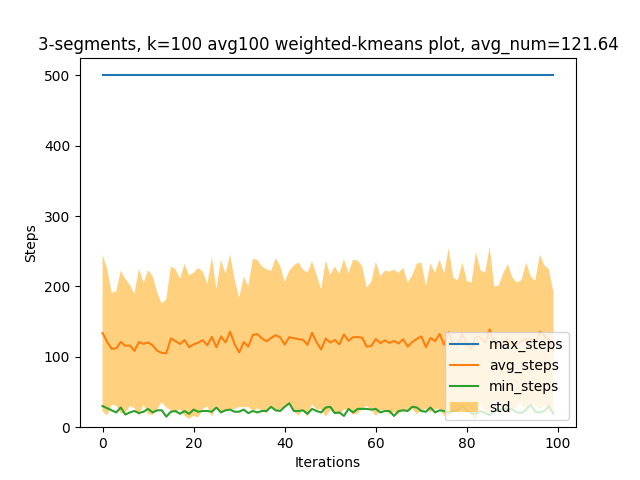 3-segments, k=100 avg100 weighted-kmeans plot, avg_num=121.64
500
400
300
200
100
0
Steps
0 20 40 60 80 100
Iterations
max_steps
avg_steps
min_steps
std